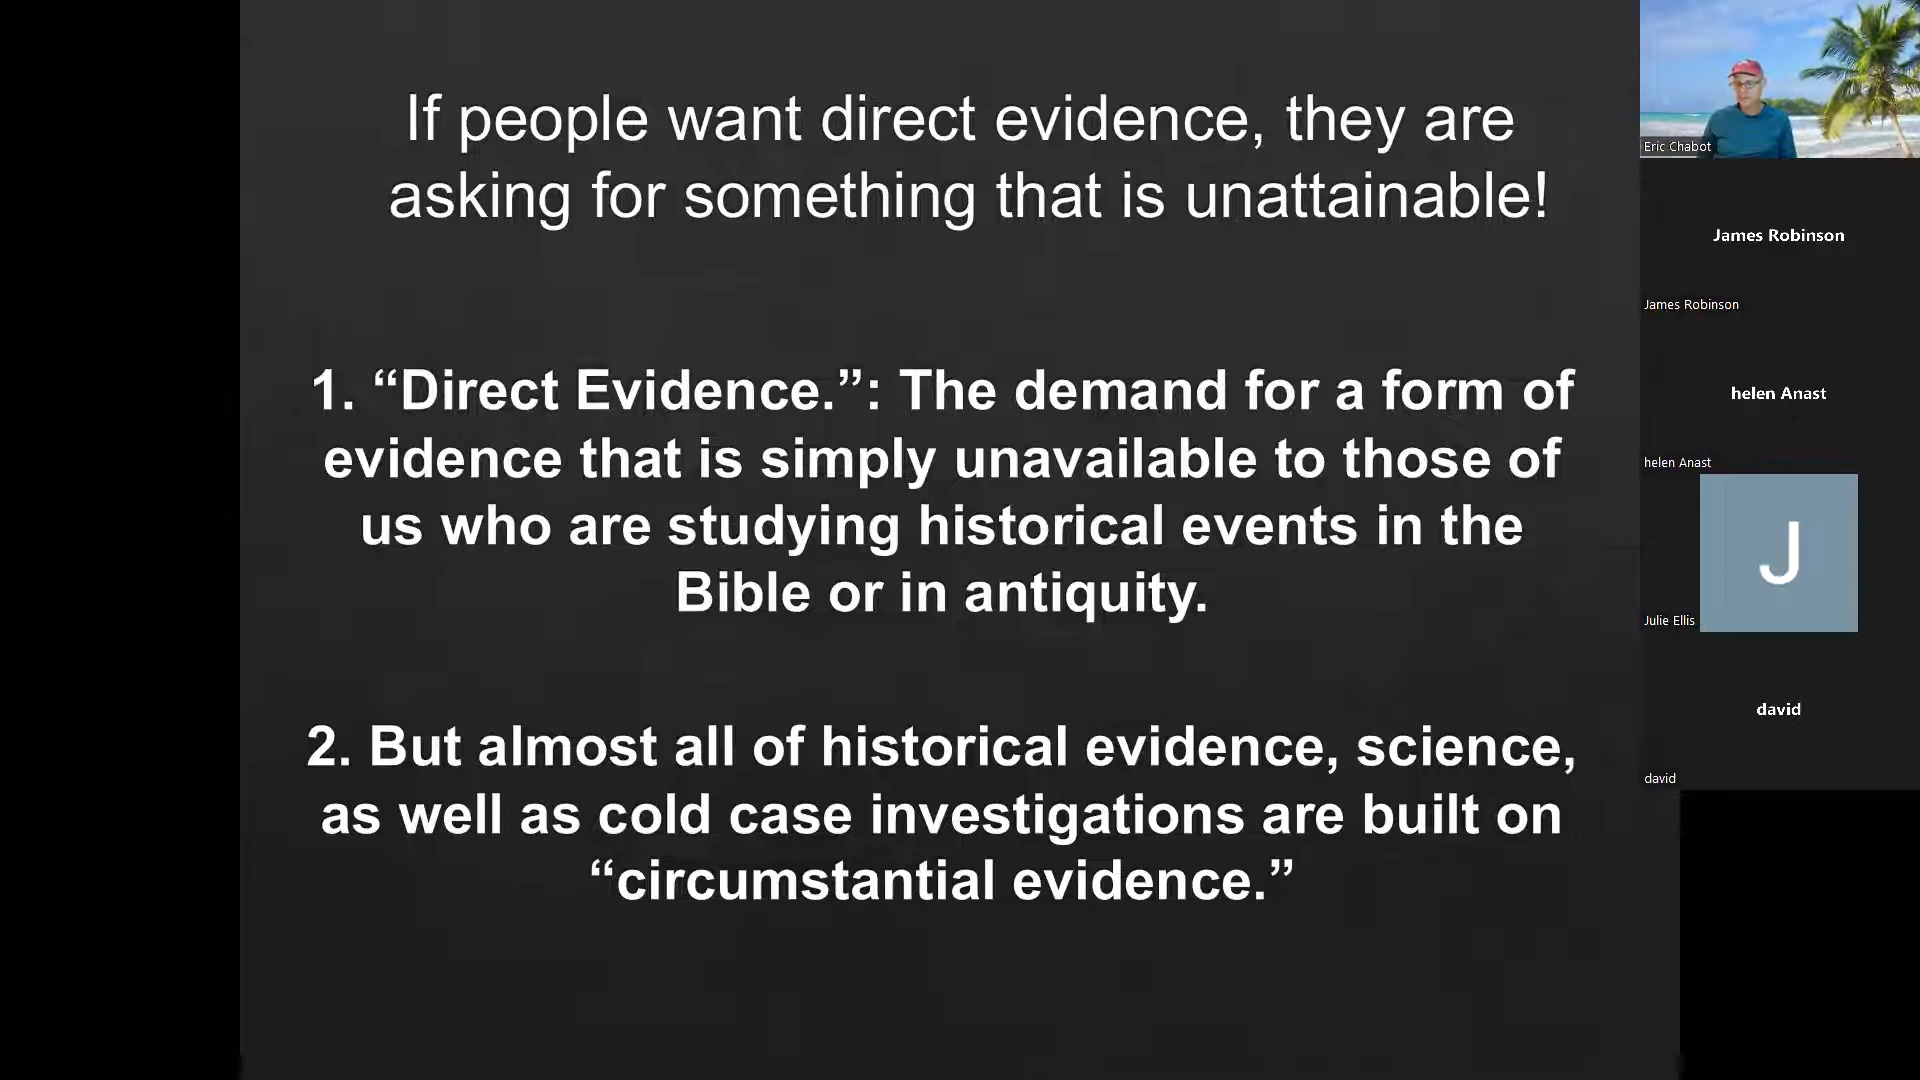 If people want direct evidence, they are
asking for something that is unattainable!
1. “Direct Evidence.”: The demand for a form of
evidence that is simply unavailable to those of
us who are studying historical events in the
Bible or in antiquity.
2. But almost all of historical evidence, science,
as well as cold case investigations are built on
“circumstantial evidence.”
Eric Chabot
James Robinson
James Robinson
helen Anast
helen Anast
J
Julie Ellis
david
david